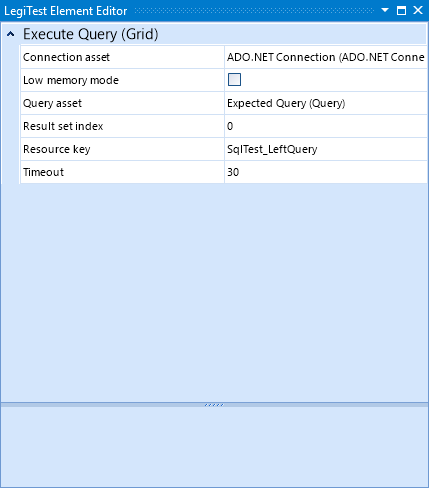 LegiTest Element Editor
Execute Query (Grid)
Connection asset ADO.NET Connection (ADO.NET Conne
Low memory mode
Query asset Expected Query (Query)
Result set index 0
Resource key SqlTest_LeftQuery
Timeout 30